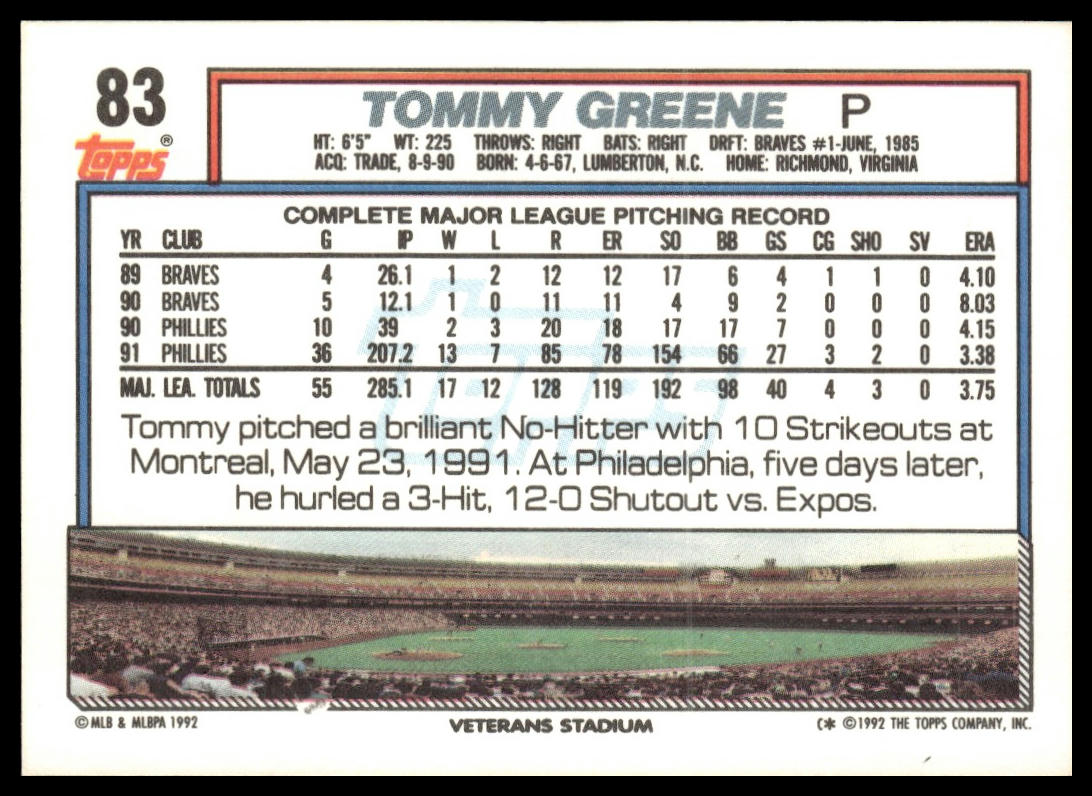 83
Topps®
TOMMY GREENE P
HT: 6'5" WT: 225 THROWS: RIGHT BATS: RIGHT DRFT: BRAVES #1-JUNE, 1985
ACQ: TRADE, 8-9-90 BORN: 4-6-67, LUMBERTON, N.C. HOME: RICHMOND, VIRGINIA
COMPLETE MAJOR LEAGUE PITCHING RECORD
YR CLUB G IP W L R ER SO BB GS CG SHO SV ERA
89 BRAVES 4 26.1 1 2 12 12 17 6 4 1 1 0 4.10
90 BRAVES 5 12.1 1 0 11 11 4 9 2 0 0 0 8.03
90 PHILLIES 10 39 2 3 20 18 17 17 7 0 0 0 4.15
91 PHILLIES 36 207.2 13 7 85 78 154 66 27 3 2 0 3.38
MAJ. LEA. TOTALS 55 285.1 17 12 128 119 192 98 40 4 3 0 3.75
Tommy pitched a brilliant No-Hitter with 10 Strikeouts at
Montreal, May 23, 1991. At Philadelphia, five days later,
he hurled a 3-Hit, 12-0 Shutout vs. Expos.
©MLB & MLBPA 1992
VETERANS STADIUM
C* ©1992 THE TOPPS COMPANY, INC.